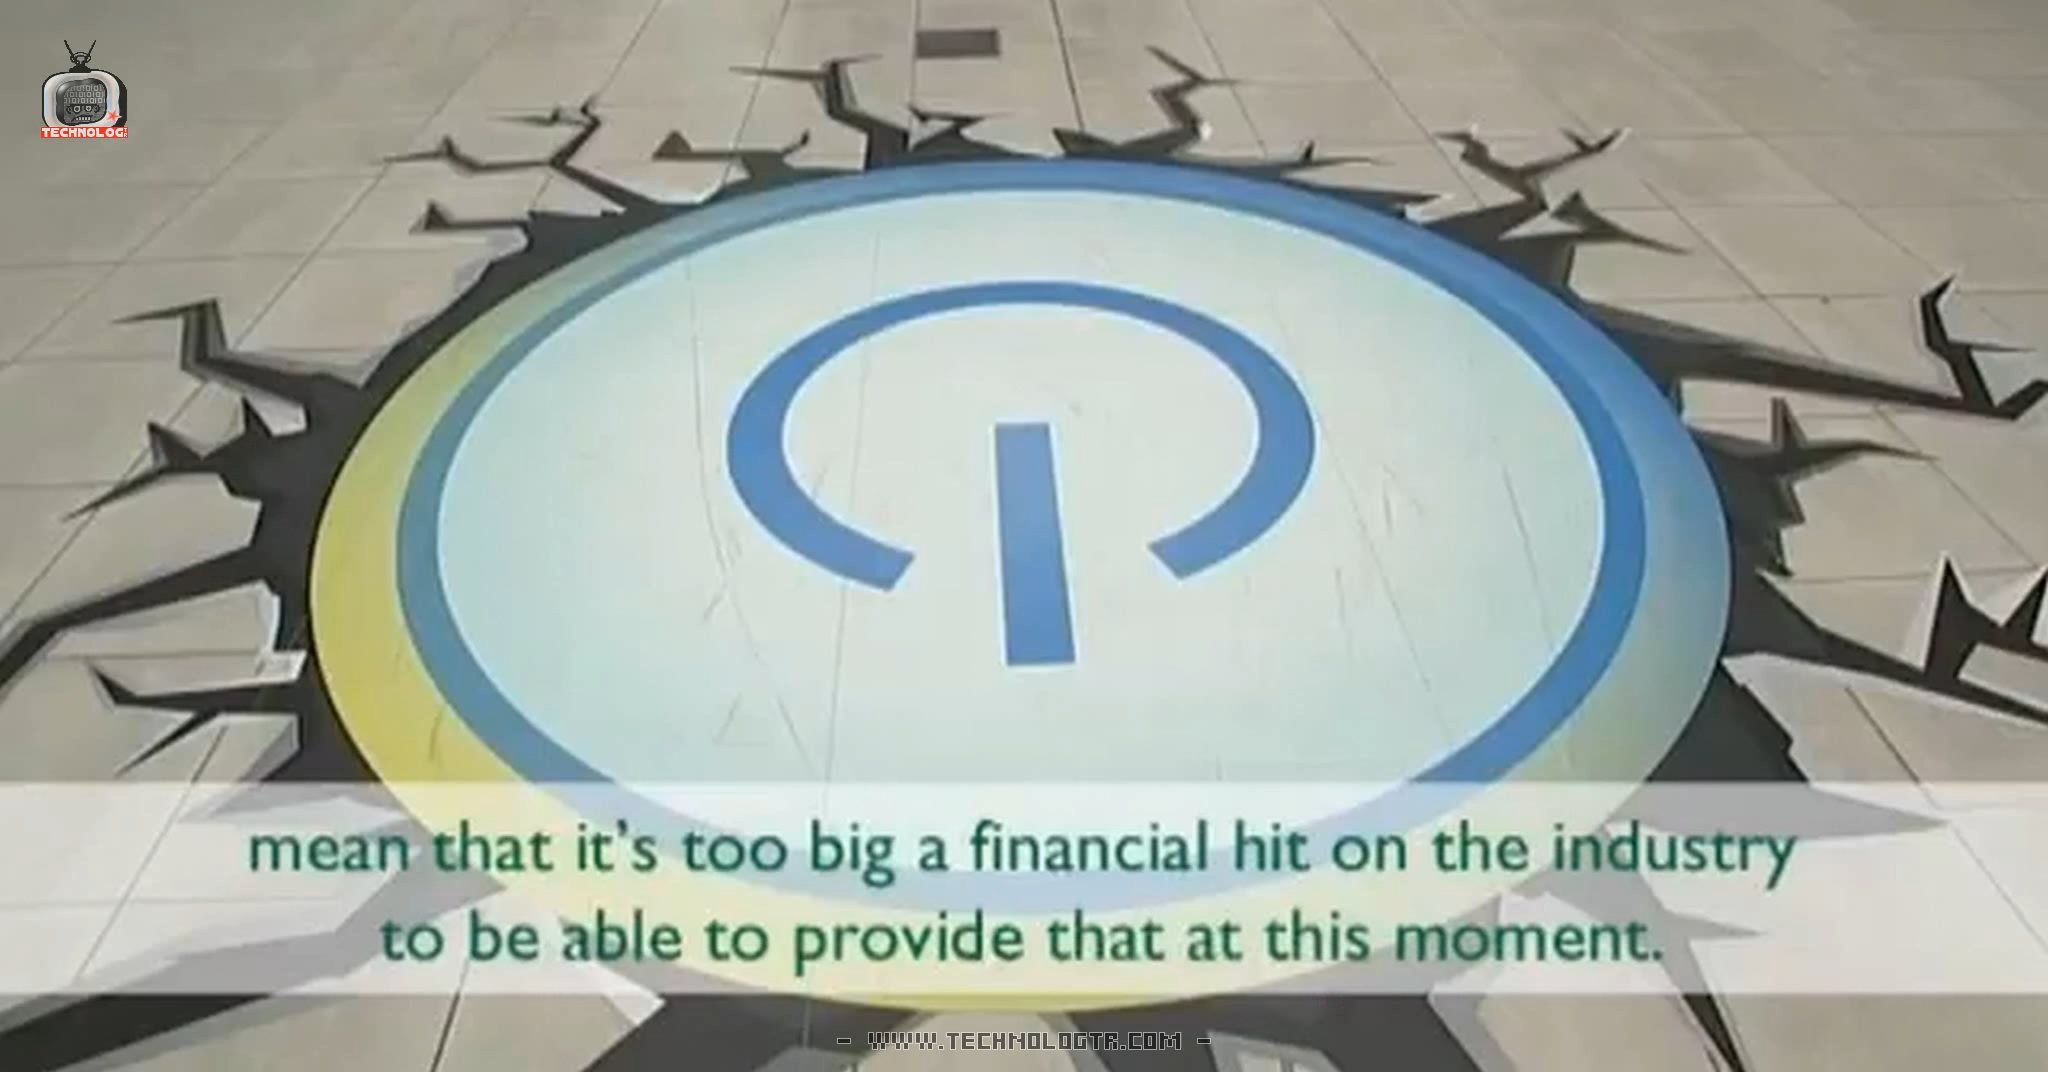 TECHNOLOG
mean that it's too big a financial hit on the industry
to be able to provide that at this moment.
- WWW.TECHNOLOGTR.COM -